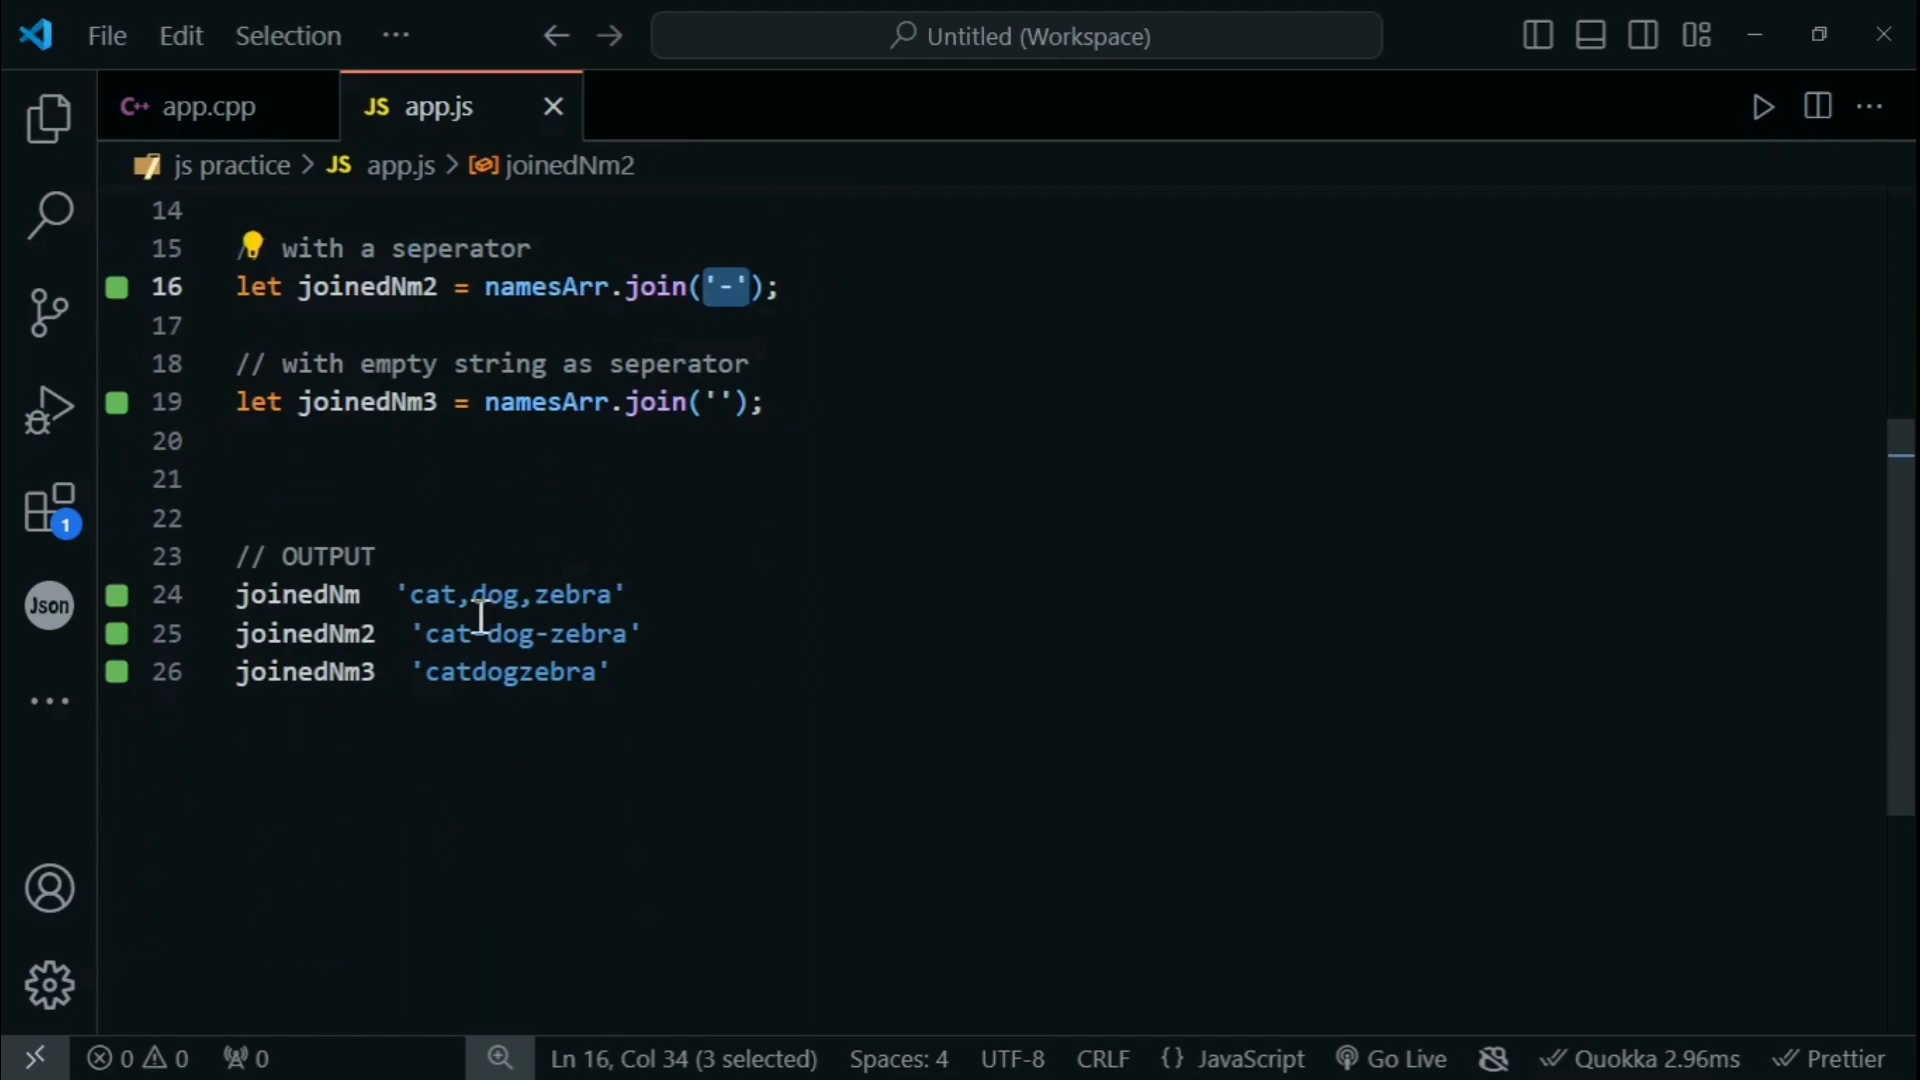 File Edit Selection ··· Untitled (Workspace)
C++ app.cpp JS app.js
js practice > JS app.js > joinedNm2
14
15 / with a seperator
16 let joinedNm2 = namesArr.join('-');
17
18 // with empty string as seperator
19 let joinedNm3 = namesArr.join('');
20
21
22
23 // OUTPUT
24 joinedNm 'cat,dog,zebra'
25 joinedNm2 'cat-dog-zebra'
26 joinedNm3 'catdogzebra'
1
Json
0 0 0 Ln 16, Col 34 (3 selected) Spaces: 4 UTF-8 CRLF {} JavaScript Go Live Quokka 2.96ms Prettier